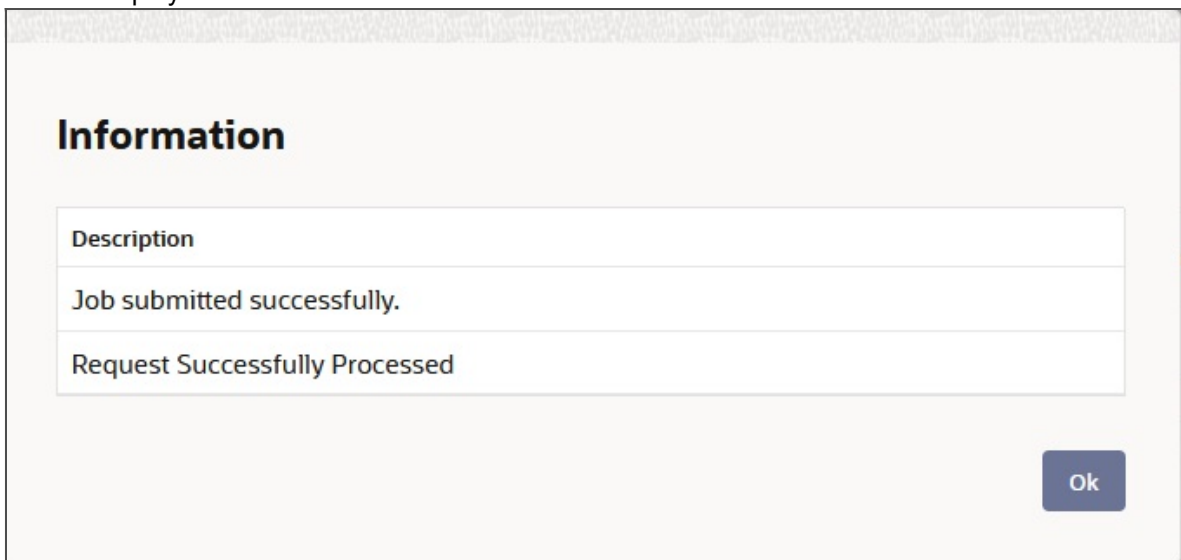 Information
Description
Job submitted successfully.
Request Successfully Processed
Ok